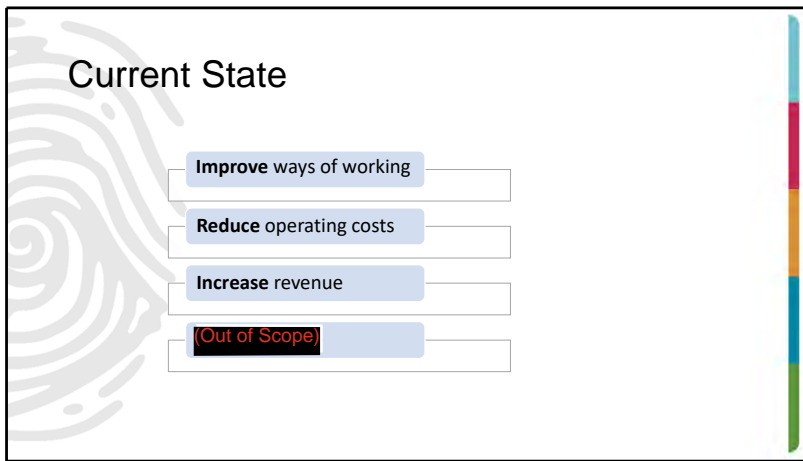 Current State
Improve ways of working
Reduce operating costs
Increase revenue
(Out of Scope)